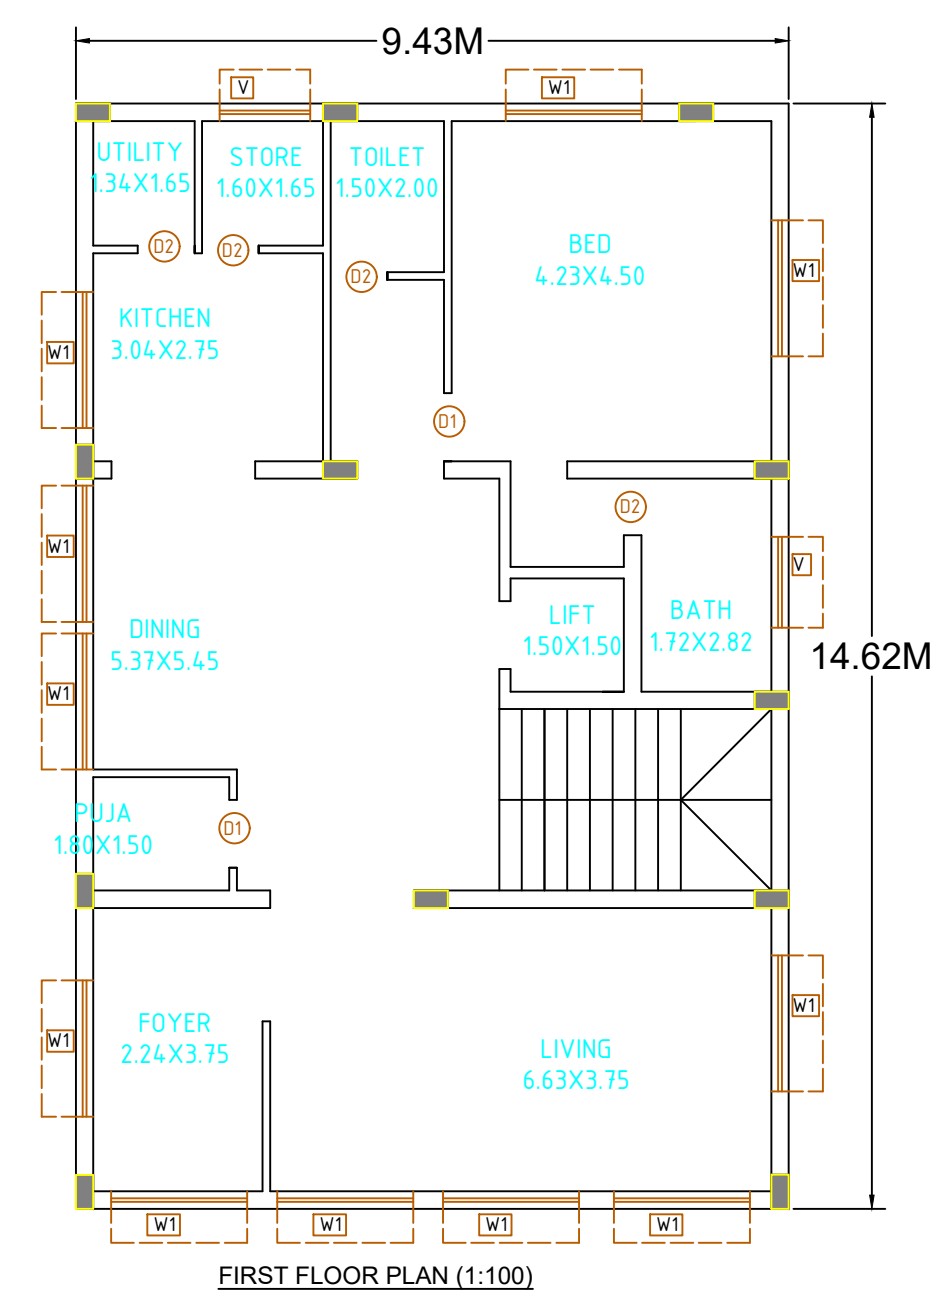 9.43M
V
W1
UTILITY
1.34X1.65
STORE
1.60X1.65
TOILET
1.50X2.00
BED
4.23X4.50
D2
D2
D2
W1
KITCHEN
3.04X2.75
W1
D1
D2
W1
V
LIFT
1.50X1.50
BATH
1.72X2.82
DINING
5.37X5.45
14.62M
W1
PUJA
1.80X1.50
D1
W1
FOYER
2.24X3.75
W1
LIVING
6.63X3.75
W1
W1
W1
W1
FIRST FLOOR PLAN (1:100)